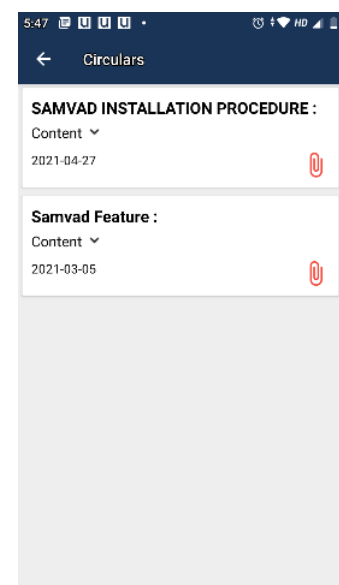 5:47 U U U HD
Circulars
SAMVAD INSTALLATION PROCEDURE :
Content
2021-04-27
Samvad Feature :
Content
2021-03-05